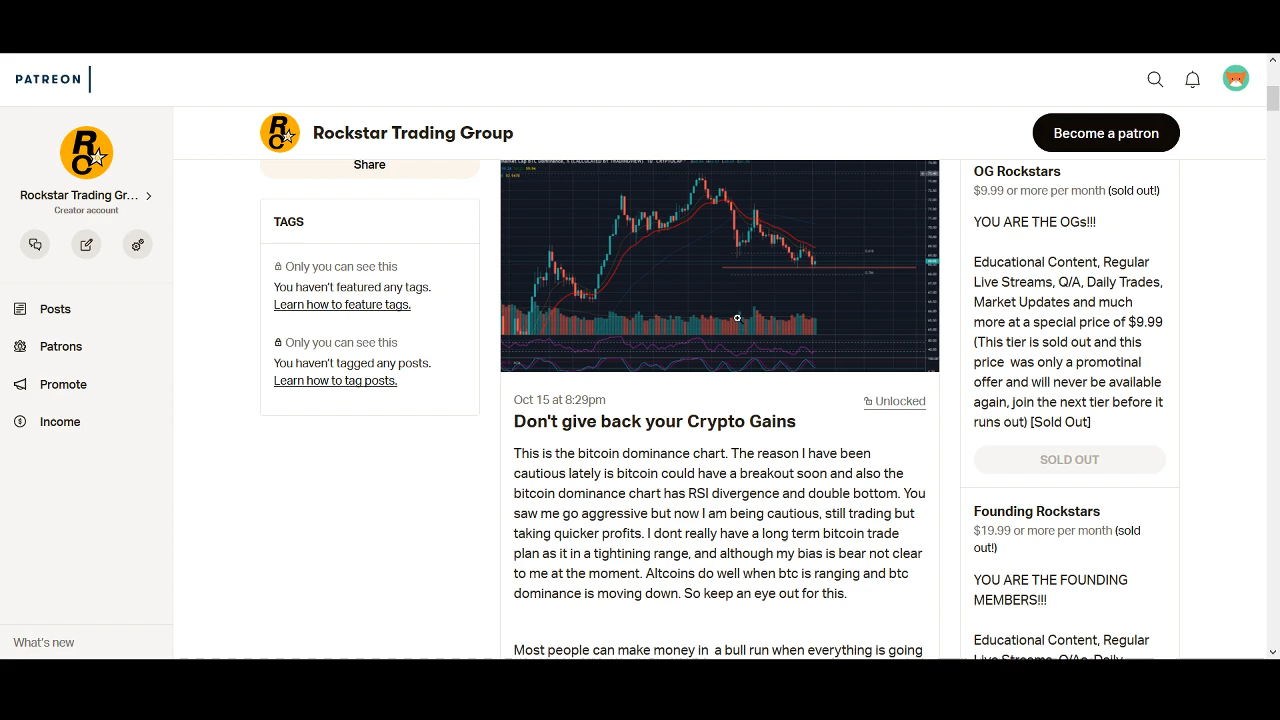 PATREON
Rockstar Trading Gr...
Creator account
Posts
Patrons
Promote
Income
What's new
Rockstar Trading Group
Become a patron
Share
TAGS
Only you can see this
You haven't featured any tags.
Learn how to feature tags.
Only you can see this
You haven't tagged any posts.
Learn how to tag posts.
Oct 15 at 8:29pm
Unlocked
Don't give back your Crypto Gains
This is the bitcoin dominance chart. The reason I have been
cautious lately is bitcoin could have a breakout soon and also the
bitcoin dominance chart has RSI divergence and double bottom. You
saw me go aggressive but now I am being cautious, still trading but
taking quicker profits. I dont really have a long term bitcoin trade
plan as it in a tightining range, and although my bias is bear not clear
to me at the moment. Altcoins do well when btc is ranging and btc
dominance is moving down. So keep an eye out for this.
Most people can make money in a bull run when everything is going
OG Rockstars
$9.99 or more per month (sold out!)
YOU ARE THE OGs!!!
Educational Content, Regular
Live Streams, Q/A, Daily Trades,
Market Updates and much
more at a special price of $9.99
(This tier is sold out and this
price was only a promotinal
offer and will never be available
again, join the next tier before it
runs out) [Sold Out]
SOLD OUT
Founding Rockstars
$19.99 or more per month (sold
out!)
YOU ARE THE FOUNDING
MEMBERS!!!
Educational Content, Regular
Live Streams, Q/As, Daily